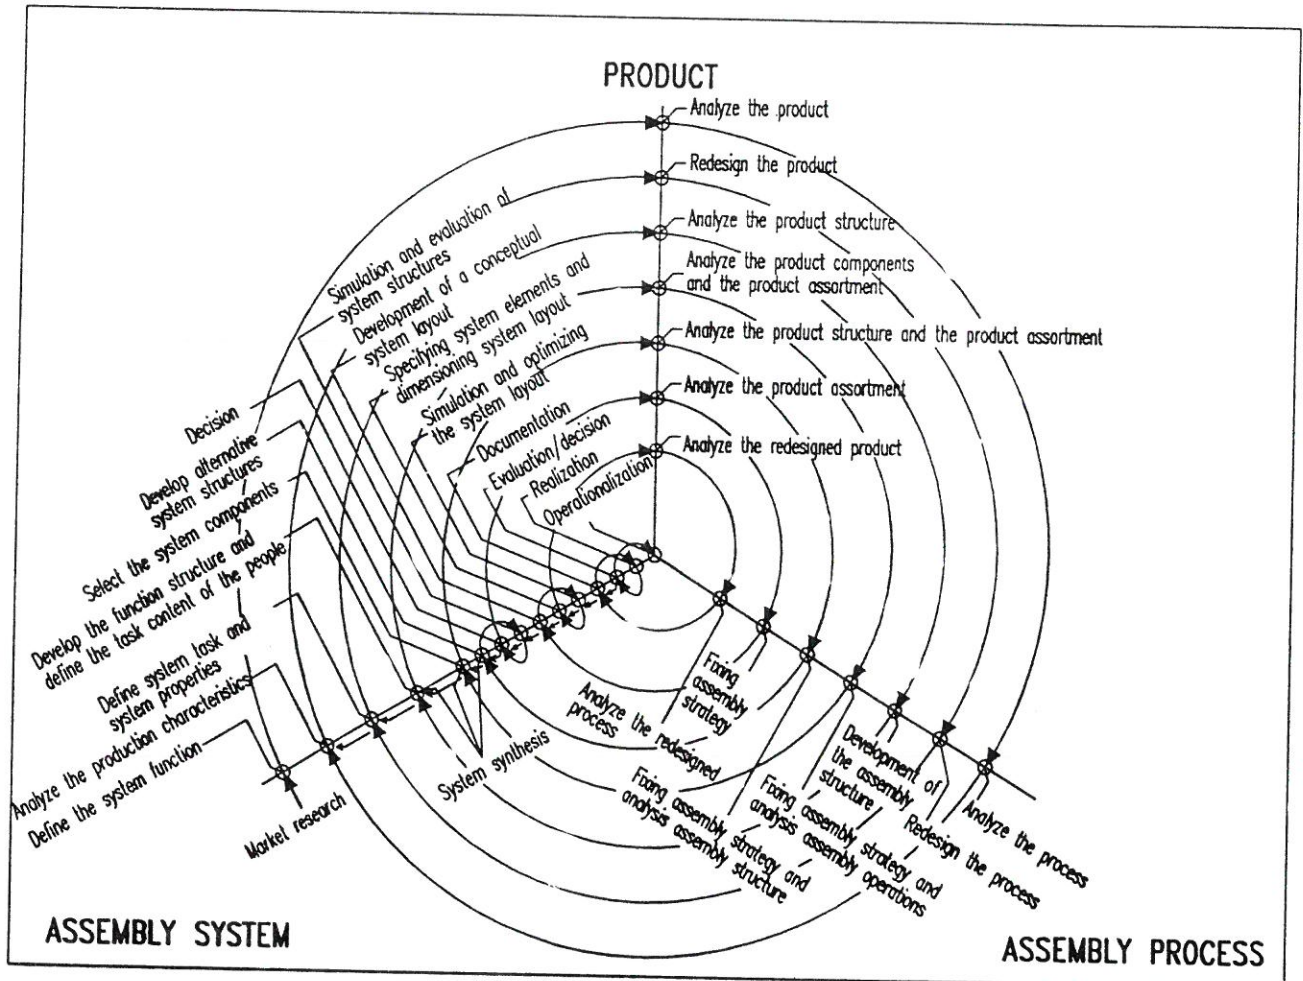 PRODUCT
Analyze the product
Redesign the product
Analyze the product structure
Analyze the product components
and the product assortment
Analyze the product structure and the product assortment
Analyze the product assortment
Analyze the redesigned product
Simulation and evaluation of
system structures
Development of a conceptual
system layout
Specifying system elements and
dimensioning system layout
Simulation and optimizing
the system layout
Documentation
Evaluation/decision
Realization
Operationalization
Decision
Develop alternative
system structures
Select the system components
Develop the function structure and
define the task content of the people
Define system task and
system properties
Analyze the production characteristics
Define the system function
Market research
System synthesis
Analyze the redesigned
process
Fixing
assembly
strategy
Fixing assembly strategy and
analysis assembly structure
Fixing assembly strategy and
analysis assembly operations
Development of
the assembly
structure
Redesign the process
Analyze the process
ASSEMBLY SYSTEM
ASSEMBLY PROCESS